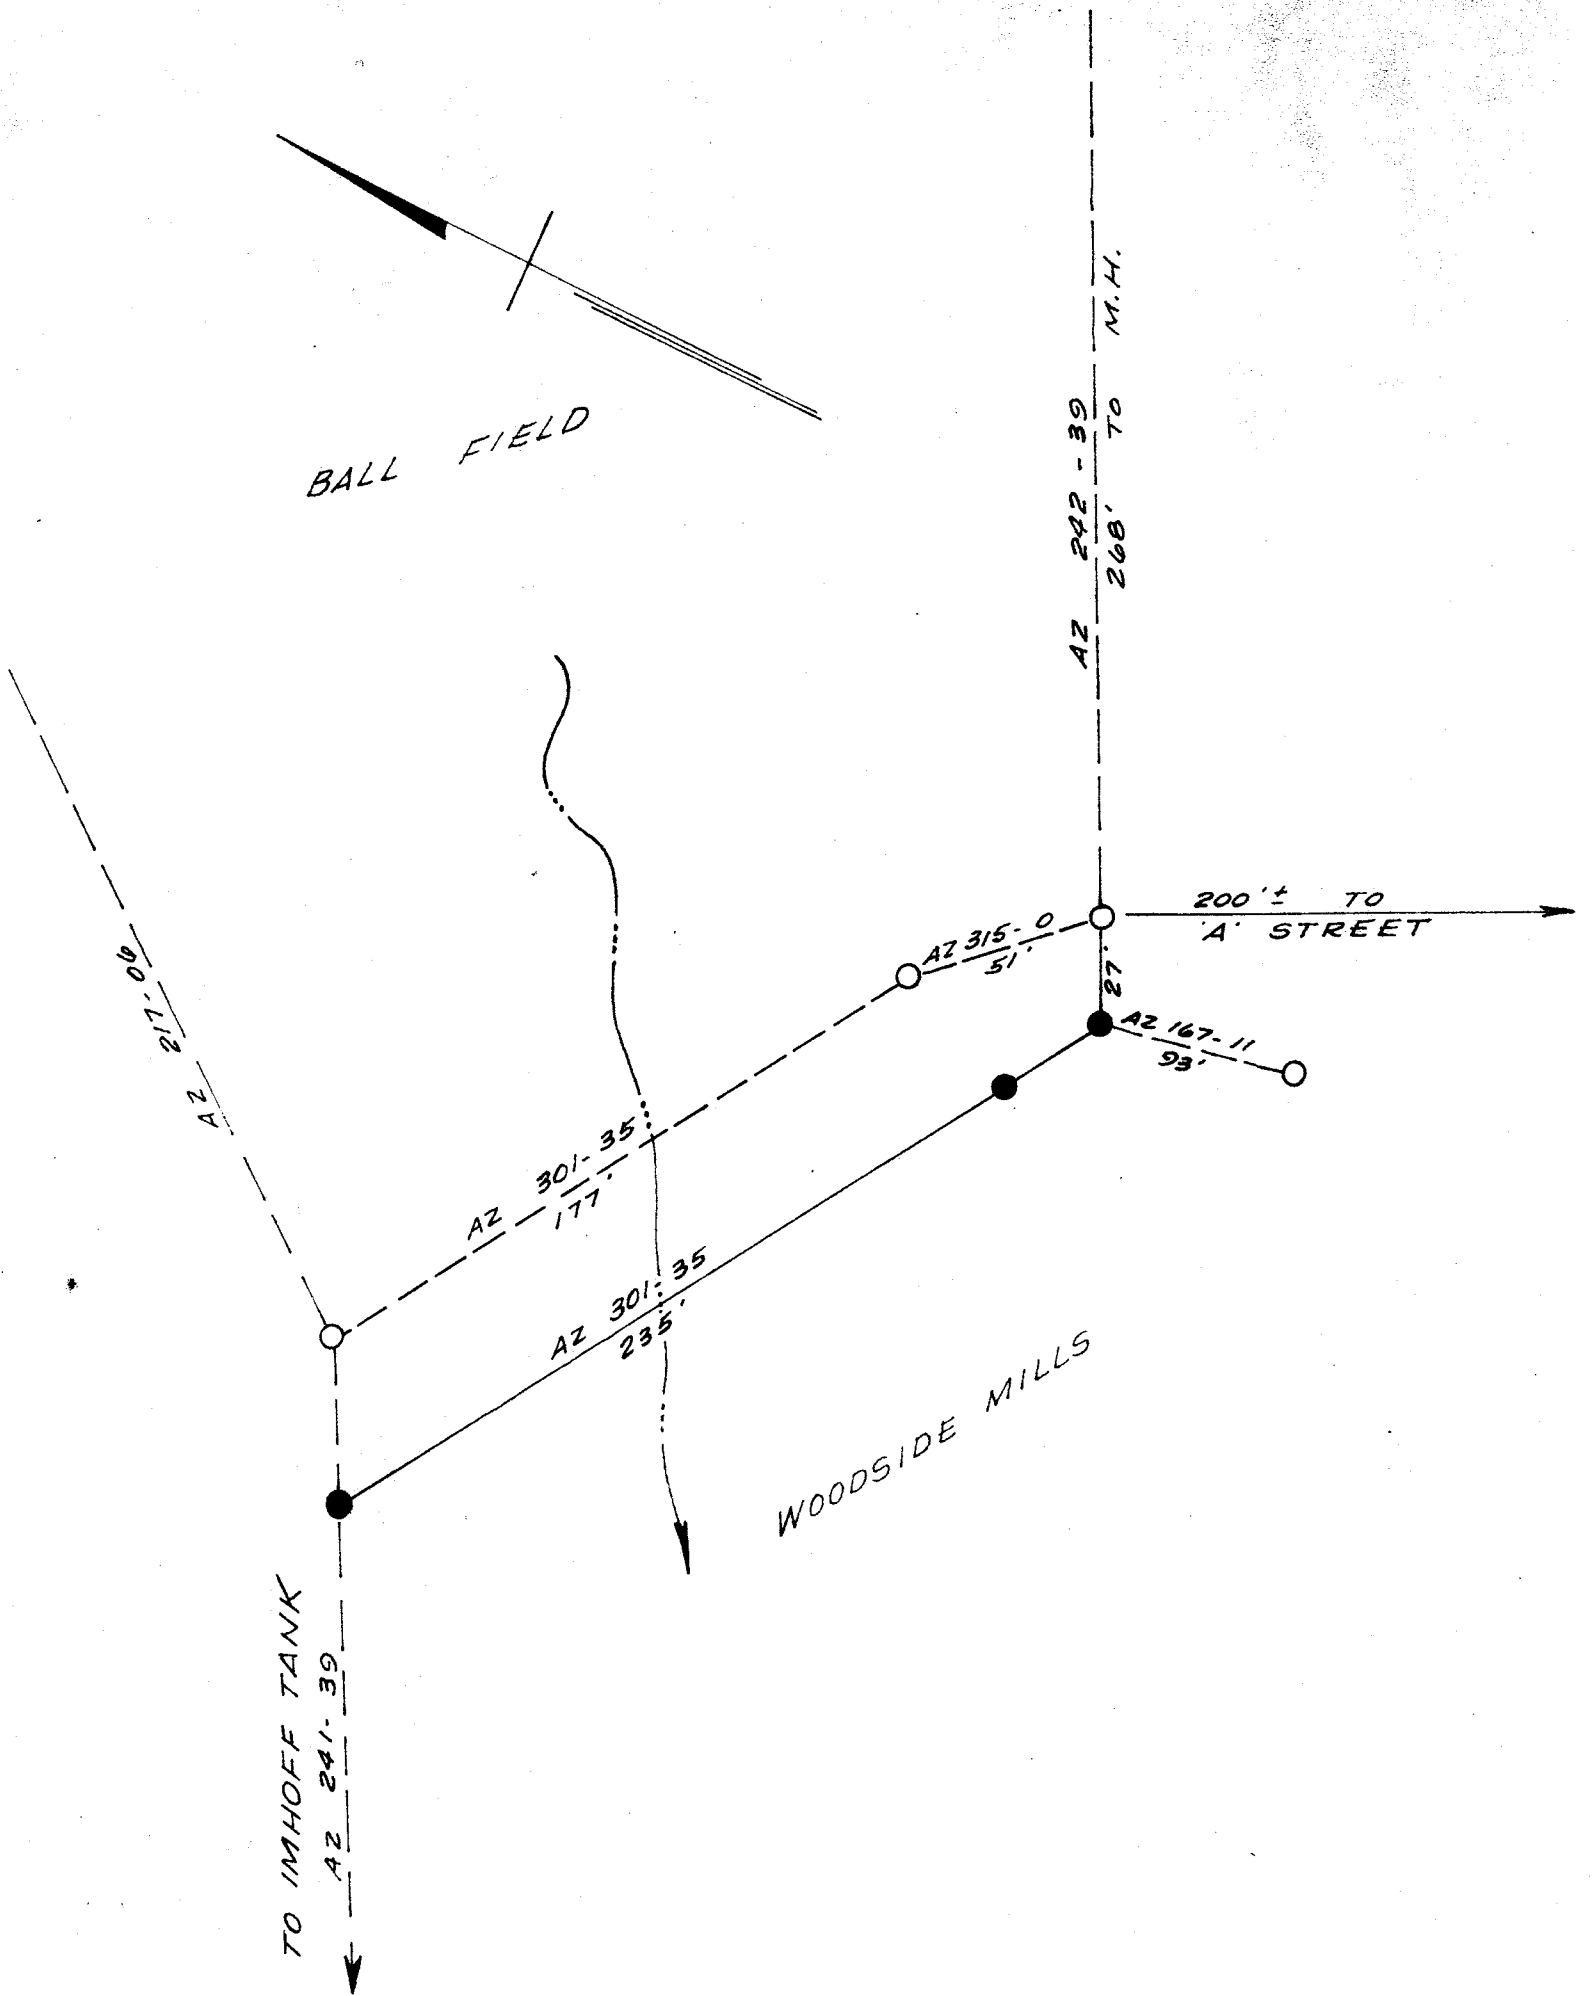 BALL FIELD
AZ 242 - 39
268' TO M.H.
AZ 217-06
200'± TO
'A' STREET
AZ 315-0
51'
27'
AZ 167-11
93'
AZ 301-35
177'
AZ 301-35
235'
WOODSIDE MILLS
TO IMHOFF TANK
AZ 241-39